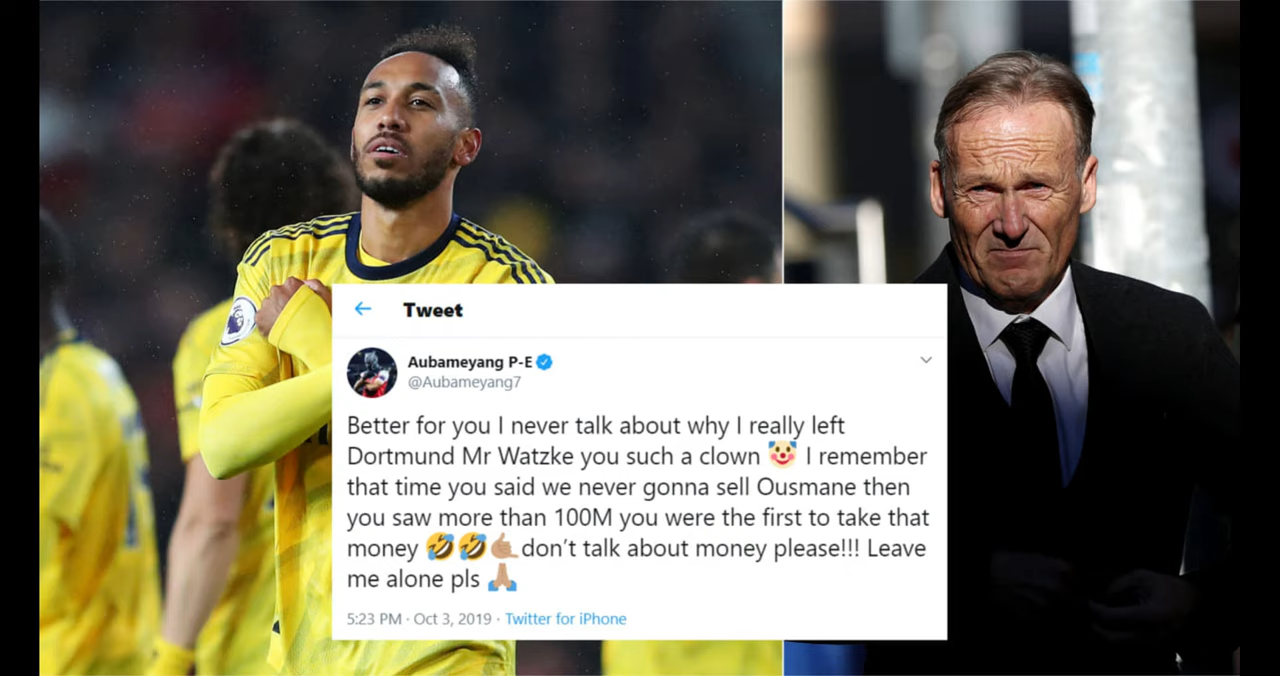 Tweet
Aubameyang P-E
@Aubameyang7
Better for you I never talk about why I really left
Dortmund Mr Watzke you such a clown 🤡 I remember
that time you said we never gonna sell Ousmane then
you saw more than 100M you were the first to take that
money 🤣🤣🤙🏽don’t talk about money please!!! Leave
me alone pls 🙏🏽
5:23 PM · Oct 3, 2019 · Twitter for iPhone